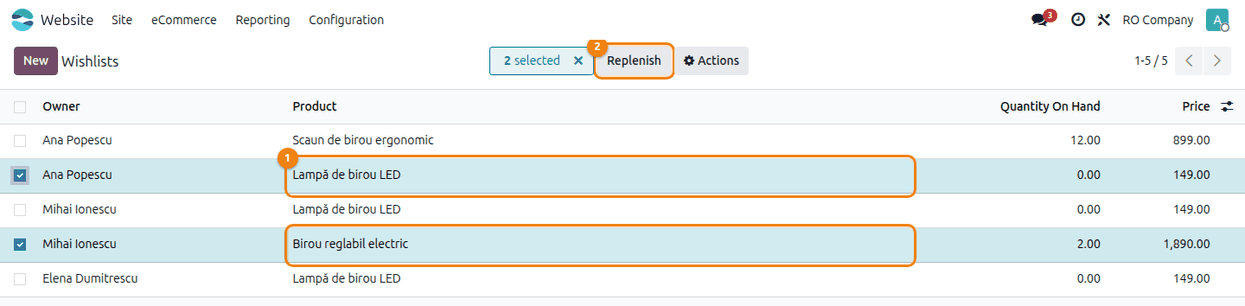 Website Site eCommerce Reporting Configuration 3 RO Company A
New Wishlists 2 selected × 2 Replenish Actions 1-5 / 5
Owner Product Quantity On Hand Price
Ana Popescu Scaun de birou ergonomic 12.00 899.00
1
Ana Popescu Lampă de birou LED 0.00 149.00
Mihai Ionescu Lampă de birou LED 0.00 149.00
Mihai Ionescu Birou reglabil electric 2.00 1,890.00
Elena Dumitrescu Lampă de birou LED 0.00 149.00